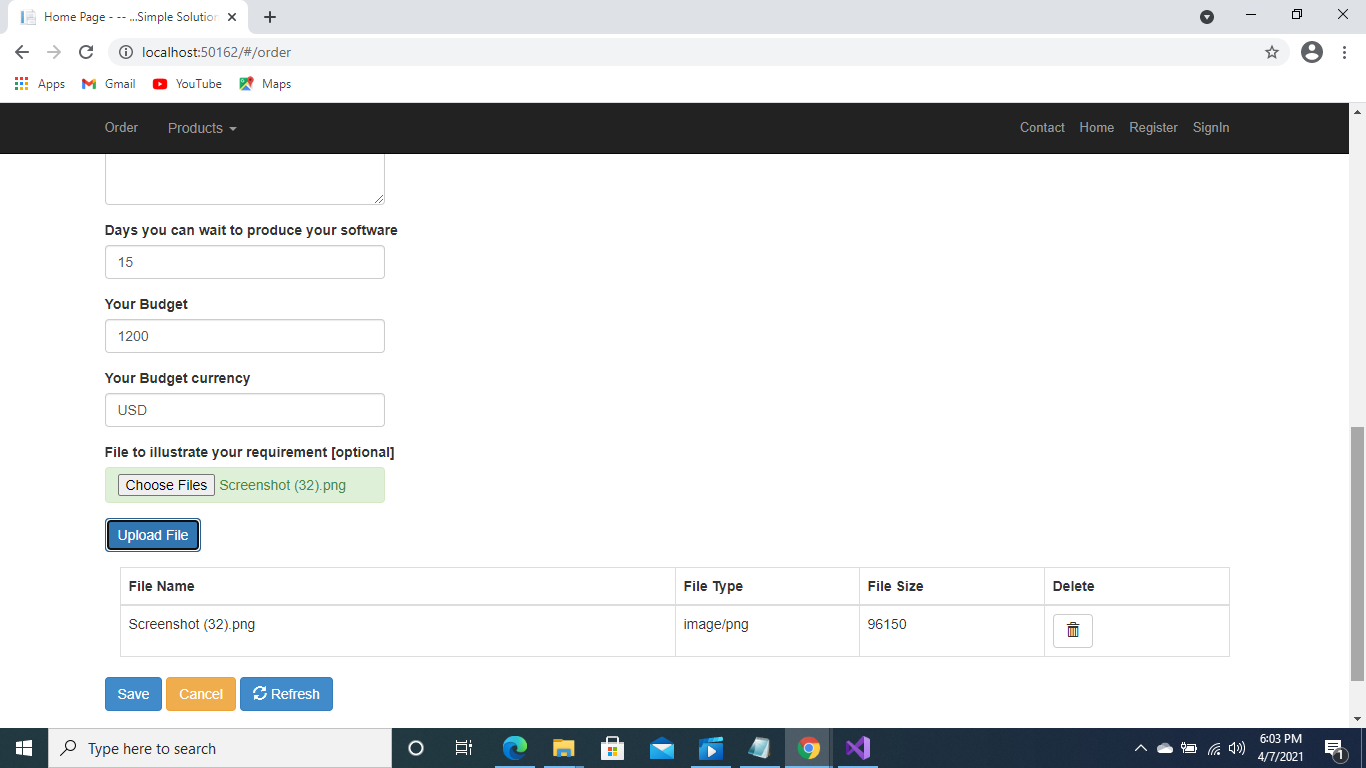 Home Page - -- ...Simple Solution
localhost:50162/#/order
Apps Gmail YouTube Maps
Order Products Contact Home Register SignIn
Days you can wait to produce your software
15
Your Budget
1200
Your Budget currency
USD
File to illustrate your requirement [optional]
Choose Files Screenshot (32).png
Upload File
File Name File Type File Size Delete
Screenshot (32).png image/png 96150
Save Cancel Refresh
Type here to search
6:03 PM
4/7/2021
1